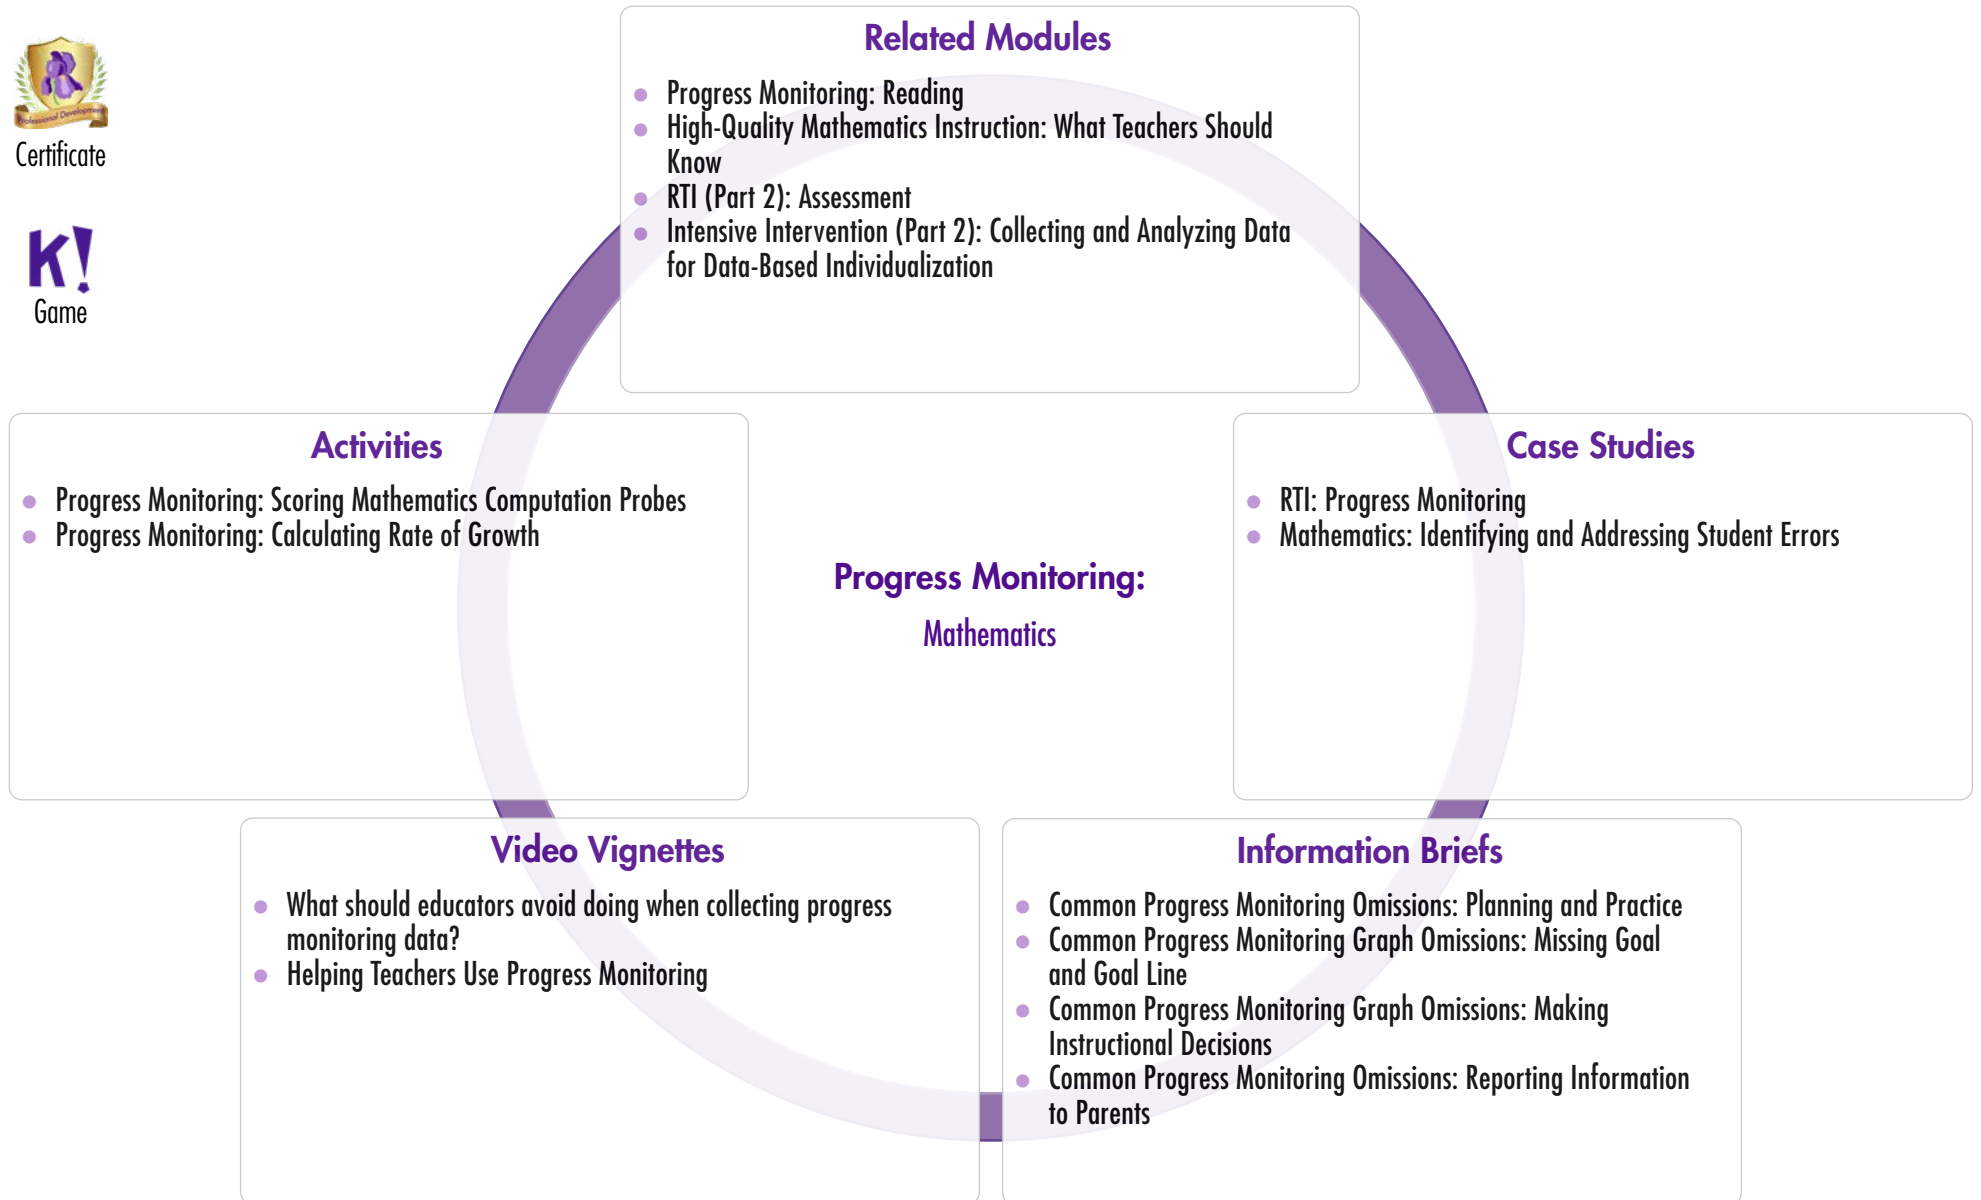 Professional Development
Certificate
K!
Game
Related Modules
Progress Monitoring: Reading
High-Quality Mathematics Instruction: What Teachers Should
Know
RTI (Part 2): Assessment
Intensive Intervention (Part 2): Collecting and Analyzing Data
for Data-Based Individualization
Activities
Progress Monitoring: Scoring Mathematics Computation Probes
Progress Monitoring: Calculating Rate of Growth
Progress Monitoring:
Mathematics
Case Studies
RTI: Progress Monitoring
Mathematics: Identifying and Addressing Student Errors
Video Vignettes
What should educators avoid doing when collecting progress
monitoring data?
Helping Teachers Use Progress Monitoring
Information Briefs
Common Progress Monitoring Omissions: Planning and Practice
Common Progress Monitoring Graph Omissions: Missing Goal
and Goal Line
Common Progress Monitoring Graph Omissions: Making
Instructional Decisions
Common Progress Monitoring Omissions: Reporting Information
to Parents